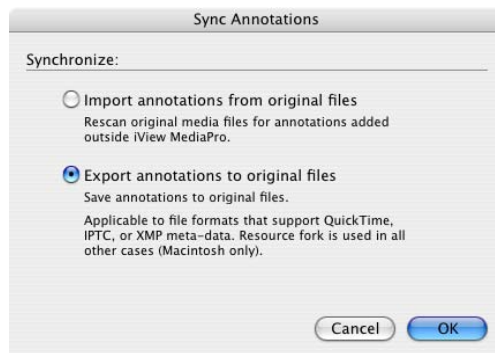 Sync Annotations
Synchronize:
Import annotations from original files
Rescan original media files for annotations added
outside iView MediaPro.
Export annotations to original files
Save annotations to original files.
Applicable to file formats that support QuickTime,
IPTC, or XMP meta-data. Resource fork is used in all
other cases (Macintosh only).
Cancel
OK